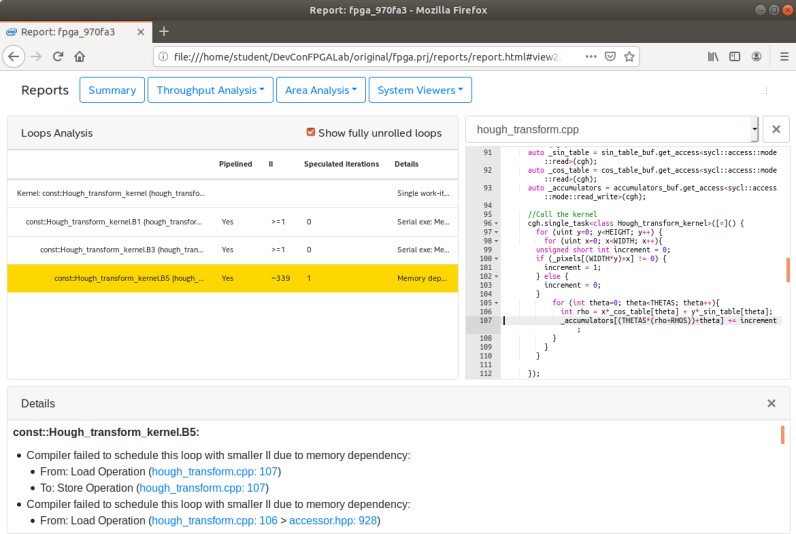 Report: fpga_970fa3 - Mozilla Firefox
Report: fpga_970fa3
file:///home/student/DevConFPGALab/original/fpga.prj/reports/report.html#view2
Reports Summary Throughput Analysis Area Analysis System Viewers
Loops Analysis
Show fully unrolled loops
Pipelined II Speculated iterations Details
Kernel: const:Hough_transform_kernel (hough_transfo... Single work-it...
const::Hough_transform_kernel.B1 (hough_transfor... Yes >=1 0 Serial exe: Me...
const::Hough_transform_kernel.B3 (hough_tran... Yes >=1 0 Serial exe: Me...
const::Hough_transform_kernel.B5 (hough_... Yes ~339 1 Memory dep...
hough_transform.cpp
91 auto _sin_table = sin_table_buf.get_access<sycl::access::mode
::read>(cgh);
92 auto _cos_table = cos_table_buf.get_access<sycl::access::mode
::read>(cgh);
93 auto _accumulators = accumulators_buf.get_access<sycl::access
::mode::read_write>(cgh);
94
95 //Call the kernel
96 cgh.single_task<class Hough_transform_kernel>([=]() {
97 for (uint y=0; y<HEIGHT; y++) {
98 for (uint x=0; x<WIDTH; x++){
99 unsigned short int increment = 0;
100 if (_pixels[(WIDTH*y)+x] != 0) {
101 increment = 1;
102 } else {
103 increment = 0;
104 }
105 for (int theta=0; theta<THETAS; theta++){
106 int rho = x*_cos_table[theta] + y*_sin_table[theta];
107 _accumulators[(THETAS*(rho+RHOS))+theta] += increment
;
108 }
109 }
110 }
111
112 });
Details
const::Hough_transform_kernel.B5:
Compiler failed to schedule this loop with smaller II due to memory dependency:
From: Load Operation (hough_transform.cpp: 107)
To: Store Operation (hough_transform.cpp: 107)
Compiler failed to schedule this loop with smaller II due to memory dependency:
From: Load Operation (hough_transform.cpp: 106 > accessor.hpp: 928)